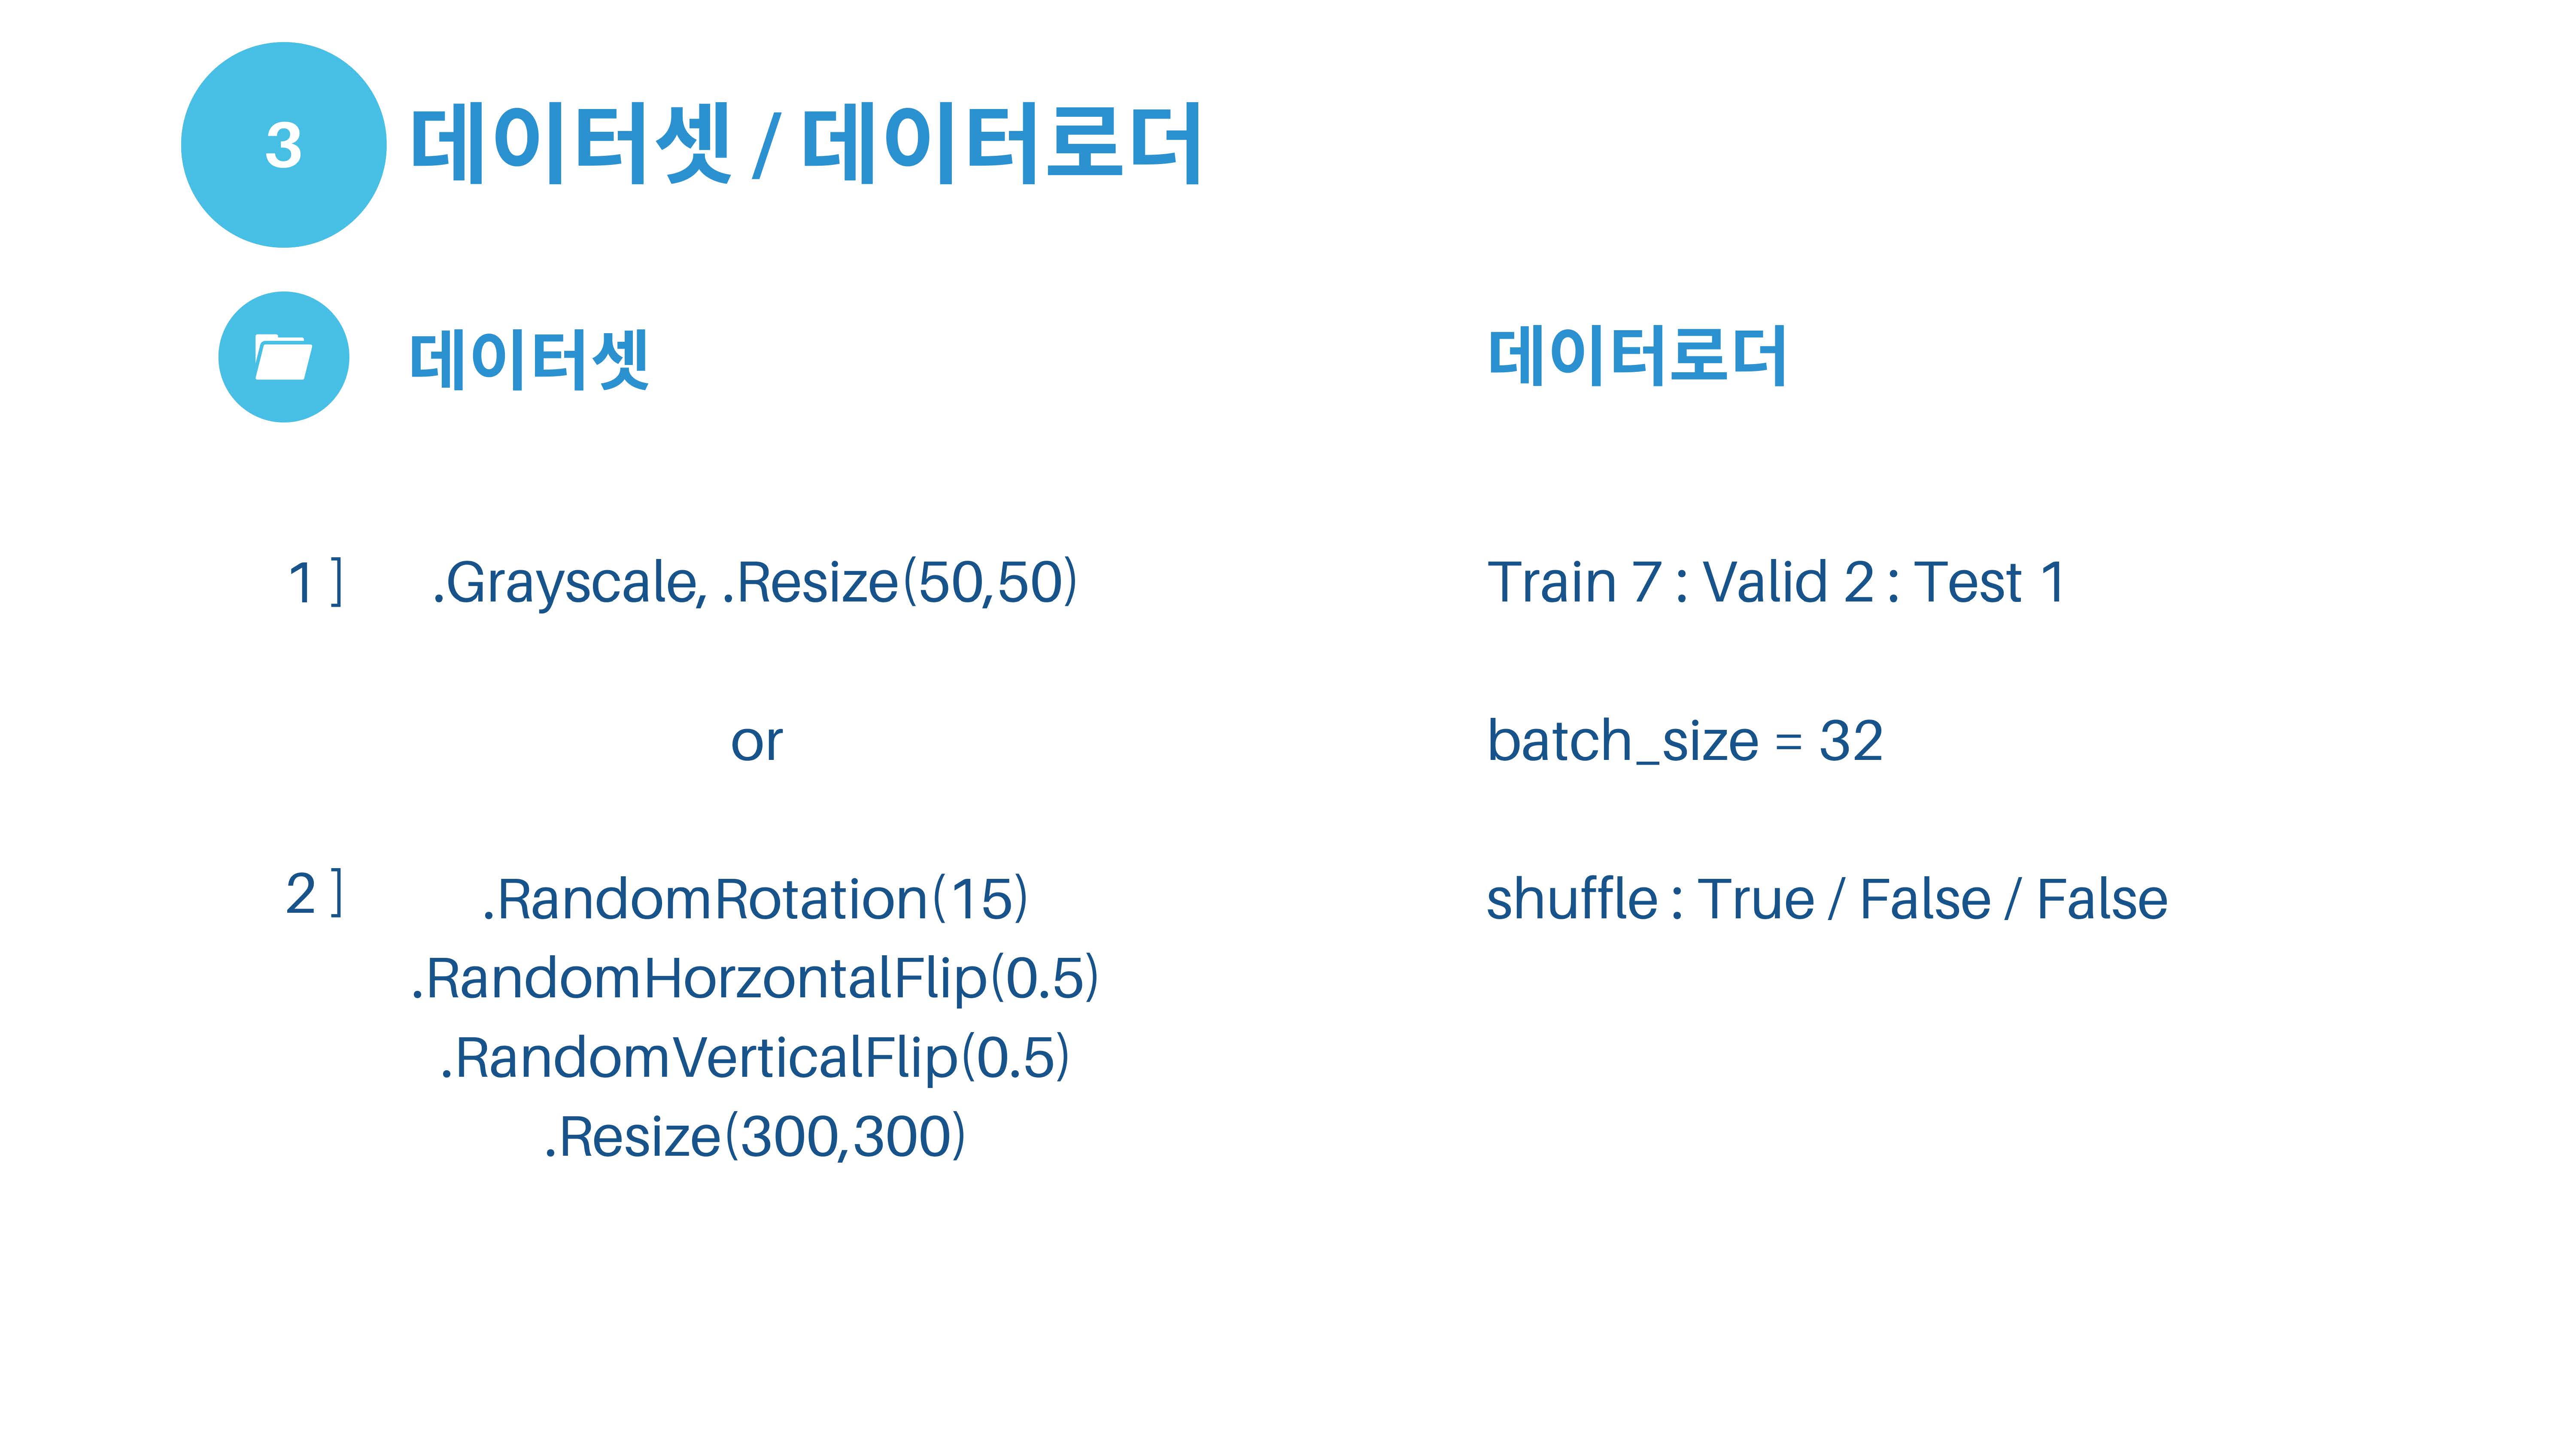 3
데이터셋 / 데이터로더
데이터셋
1 ]
.Grayscale, .Resize(50,50)
or
2 ]
.RandomRotation(15)
.RandomHorzontalFlip(0.5)
.RandomVerticalFlip(0.5)
.Resize(300,300)
데이터로더
Train 7 : Valid 2 : Test 1
batch_size = 32
shuffle : True / False / False